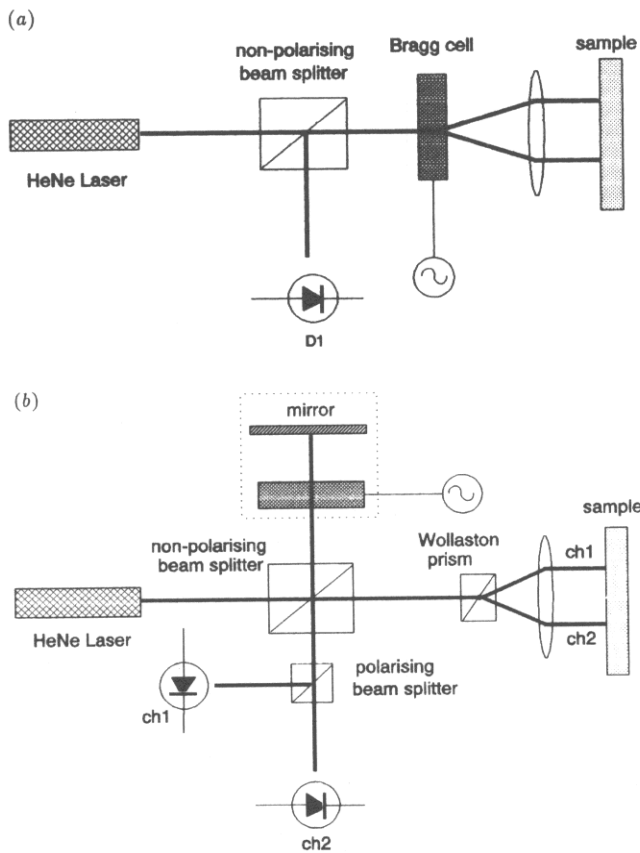 (a)
non-polarising
beam splitter
Bragg cell
sample
HeNe Laser
D1
(b)
mirror
sample
non-polarising
beam splitter
Wollaston
prism
ch1
HeNe Laser
ch2
polarising
beam splitter
ch1
ch2